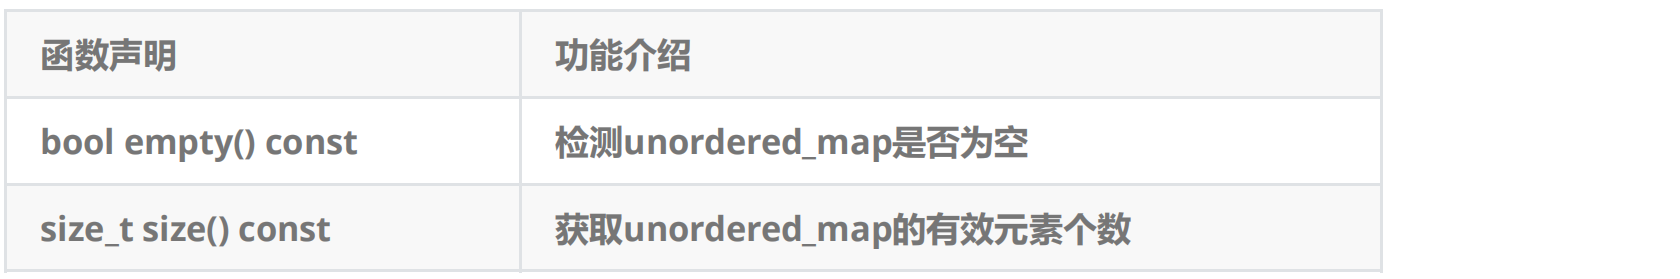 函数声明 功能介绍
bool empty() const 检测unordered_map是否为空
size_t size() const 获取unordered_map的有效元素个数